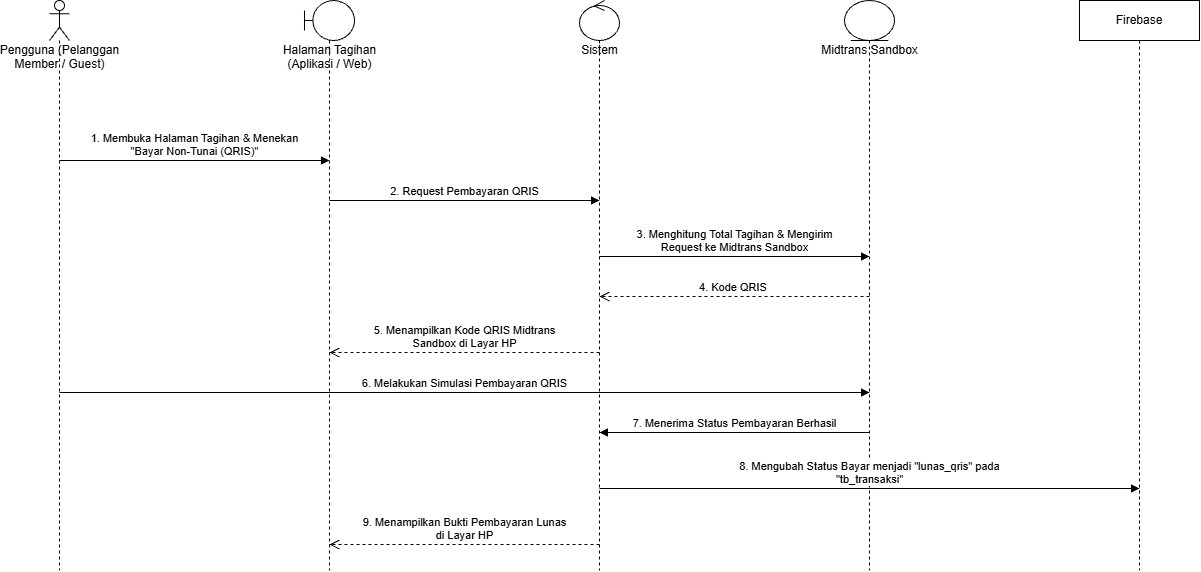 Pengguna (Pelanggan
Member / Guest)
Halaman Tagihan
(Aplikasi / Web)
Sistem
Midtrans Sandbox
Firebase
1. Membuka Halaman Tagihan & Menekan
"Bayar Non-Tunai (QRIS)"
2. Request Pembayaran QRIS
3. Menghitung Total Tagihan & Mengirim
Request ke Midtrans Sandbox
4. Kode QRIS
5. Menampilkan Kode QRIS Midtrans
Sandbox di Layar HP
6. Melakukan Simulasi Pembayaran QRIS
7. Menerima Status Pembayaran Berhasil
8. Mengubah Status Bayar menjadi "lunas_qris" pada
"tb_transaksi"
9. Menampilkan Bukti Pembayaran Lunas
di Layar HP